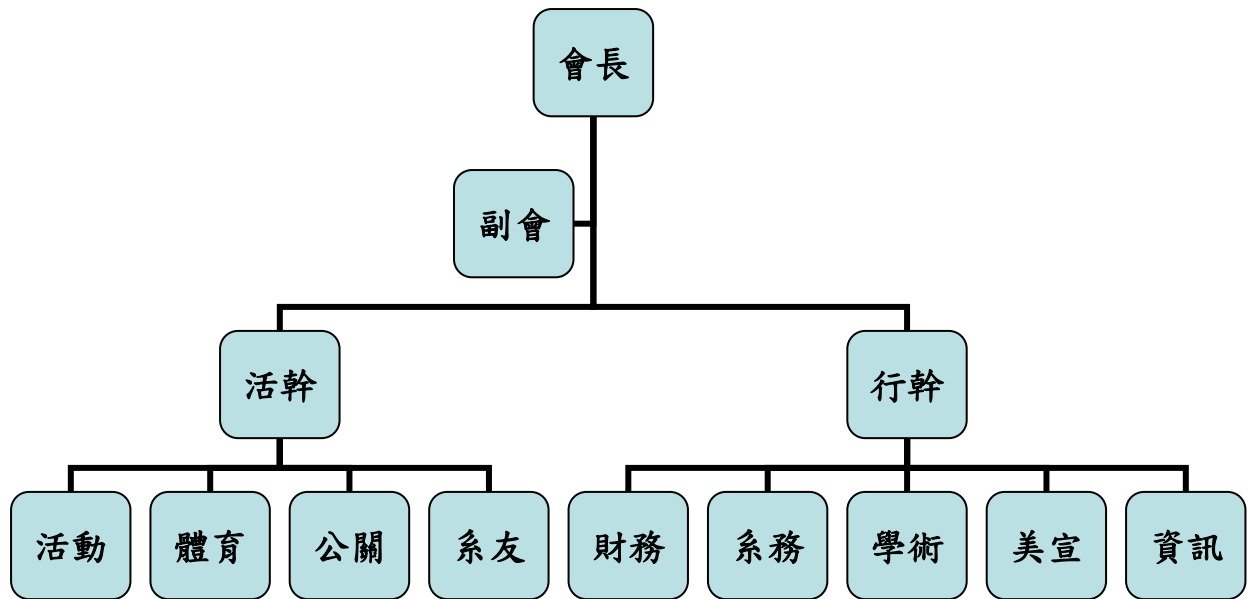 會長
副會
活幹
行幹
活動
體育
公關
系友
財務
系務
學術
美宣
資訊